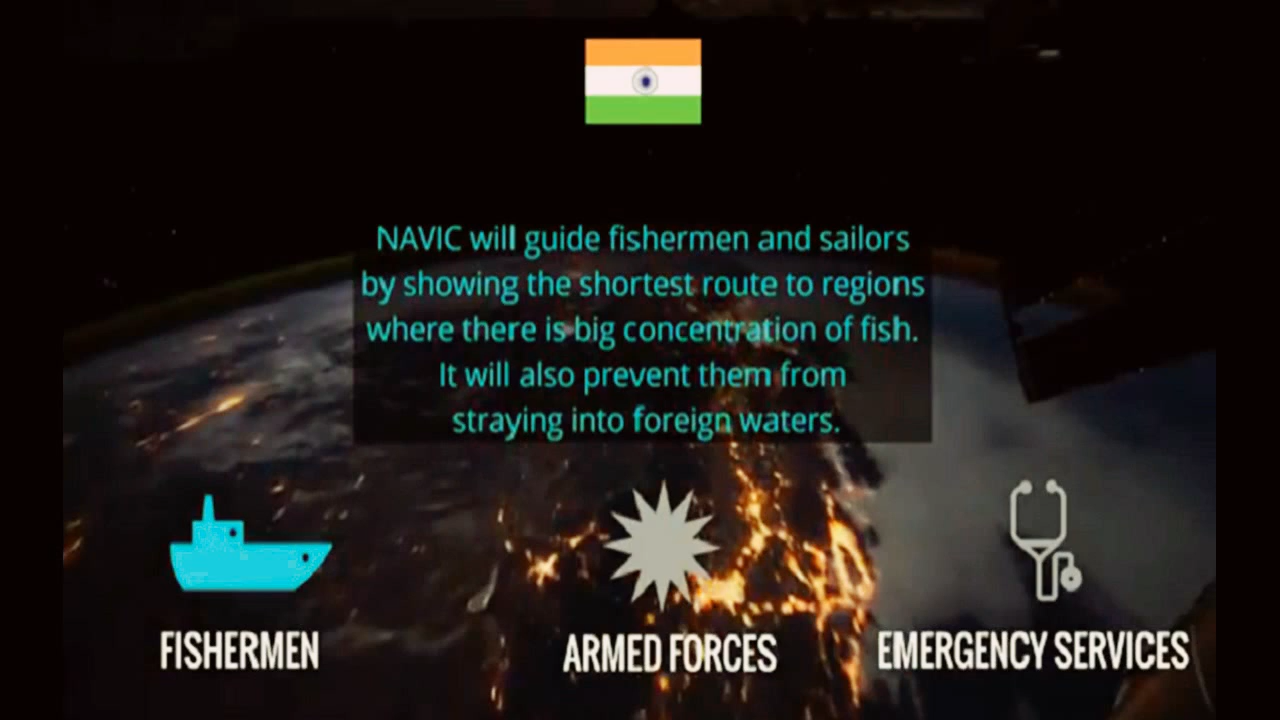 NAVIC will guide fishermen and sailors
by showing the shortest route to regions
where there is big concentration of fish.
It will also prevent them from
straying into foreign waters.
FISHERMEN
ARMED FORCES
EMERGENCY SERVICES